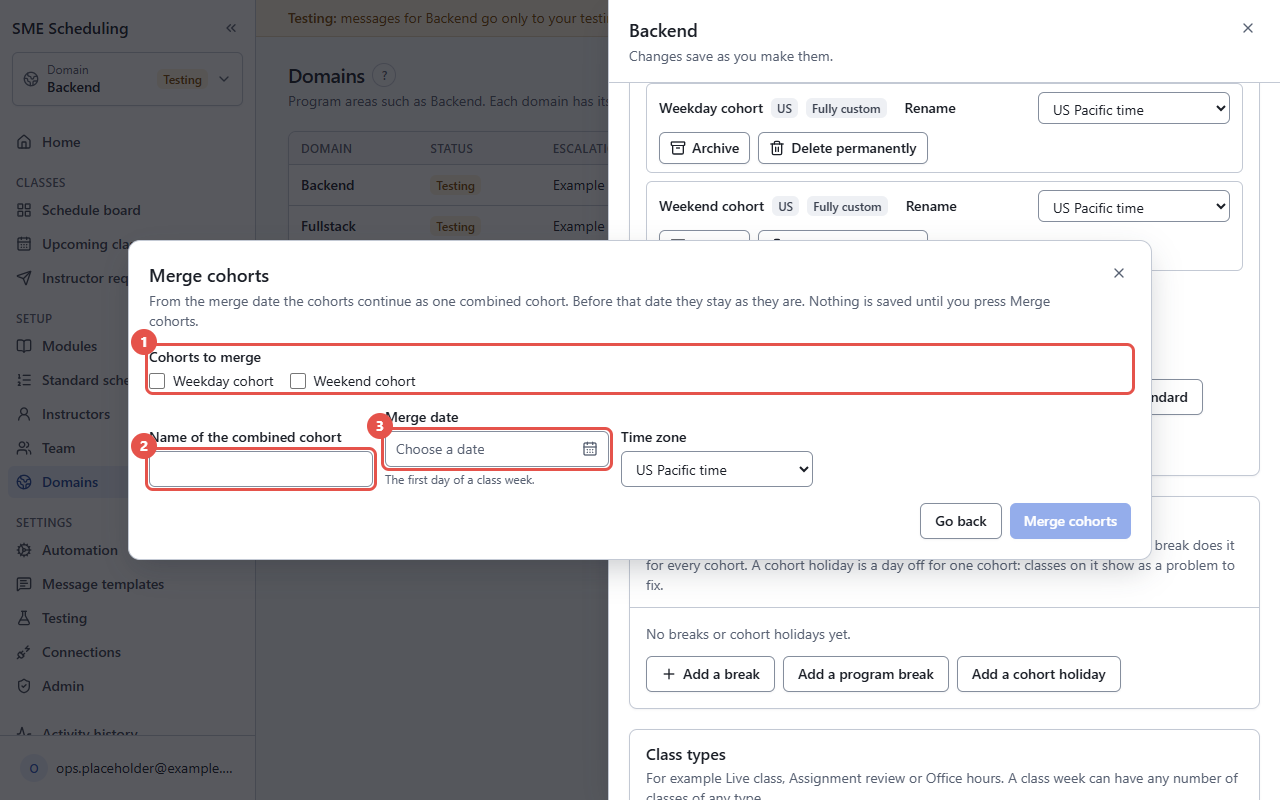 SME Scheduling
Domain
Backend
Testing
Home
CLASSES
Schedule board
Upcoming cla
Instructor req
SETUP
Modules
Standard sche
Instructors
Team
Domains
SETTINGS
Automation
Message templates
Testing
Connections
Admin
Activity history
O
ops.placeholder@example....
Testing: messages for Backend go only to your testin
Domains ?
Program areas such as Backend. Each domain has its
DOMAIN STATUS ESCALATI
Backend Testing Example
Fullstack Testing Example
Backend
Changes save as you make them.
Weekday cohort US Fully custom Rename US Pacific time
Archive Delete permanently
Weekend cohort US Fully custom Rename US Pacific time
Merge cohorts
From the merge date the cohorts continue as one combined cohort. Before that date they stay as they are. Nothing is saved until you press Merge
cohorts.
1
Cohorts to merge
Weekday cohort Weekend cohort
2
Name of the combined cohort
3
Merge date
Choose a date
The first day of a class week.
Time zone
US Pacific time
Go back Merge cohorts
ndard
break does it
for every cohort. A cohort holiday is a day off for one cohort: classes on it show as a problem to
fix.
No breaks or cohort holidays yet.
Add a break Add a program break Add a cohort holiday
Class types
For example Live class, Assignment review or Office hours. A class week can have any number of
classes of any type.